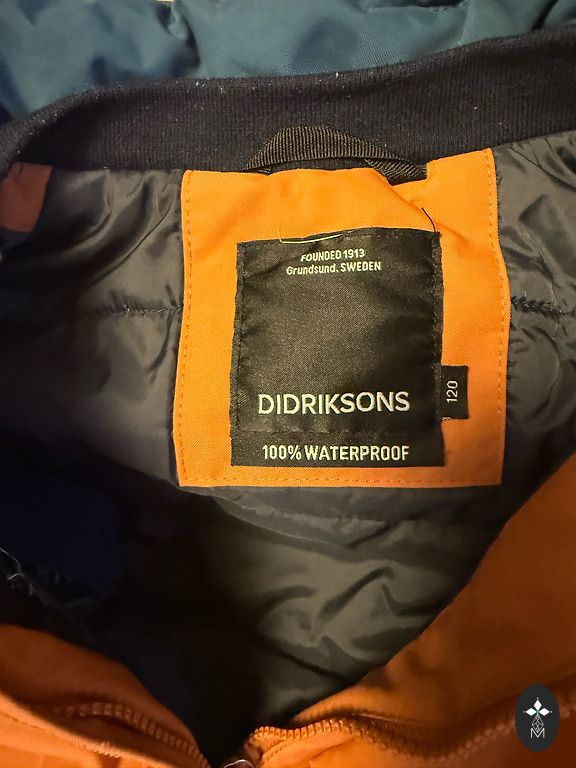 FOUNDED 1913
Grundsund. SWEDEN
DIDRIKSONS
120
100% WATERPROOF